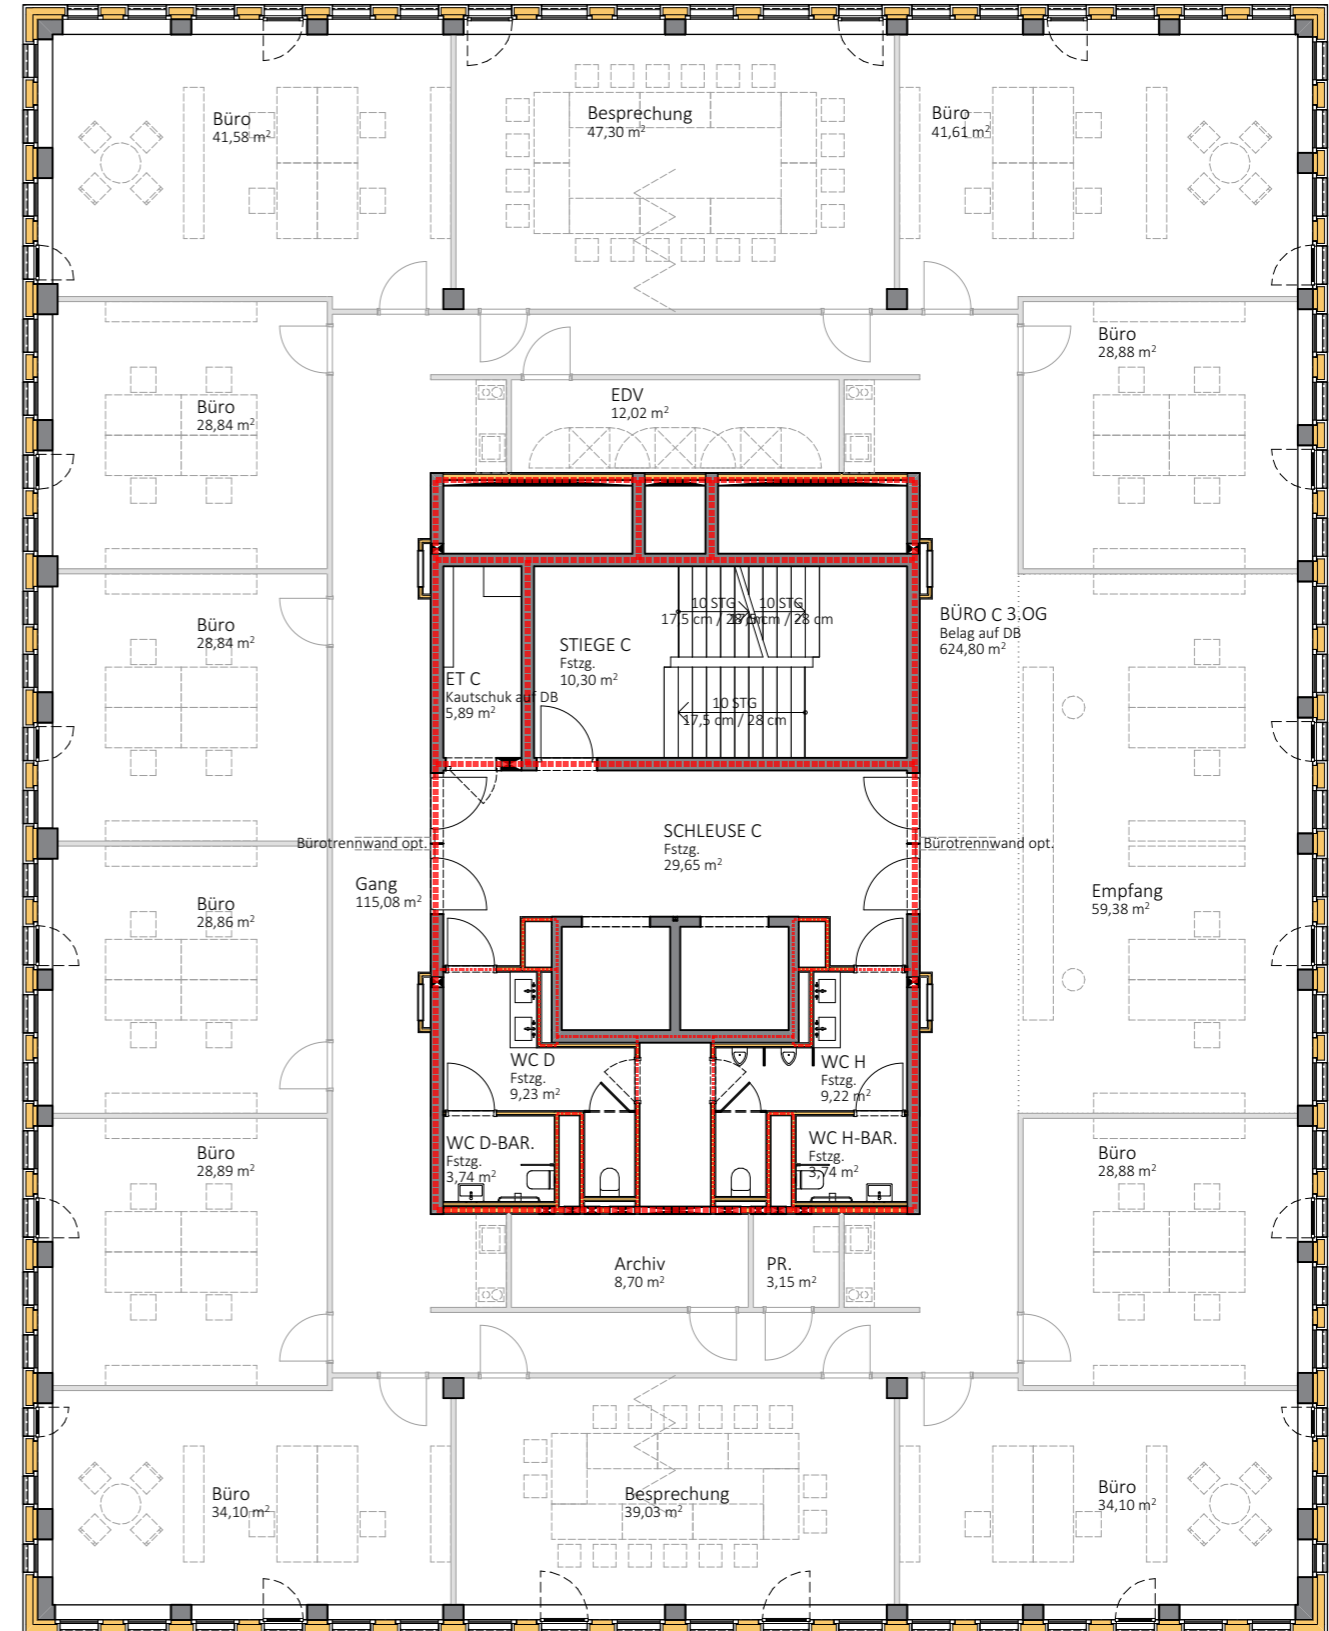 Büro
41,58 m²
Besprechung
47,30 m²
Büro
41,61 m²
Büro
28,88 m²
EDV
12,02 m²
Büro
28,84 m²
10 STG
17,5 cm / 28 cm
10 STG
17,5 cm / 28 cm
BÜRO C 3.OG
Belag auf DB
624,80 m²
Büro
28,84 m²
STIEGE C
Fstzg.
10,30 m²
ET C
Kautschuk auf DB
5,89 m²
10 STG
17,5 cm / 28 cm
SCHLEUSE C
Fstzg.
29,65 m²
Bürotrennwand opt.
Bürotrennwand opt.
Gang
115,08 m²
Büro
28,86 m²
Empfang
59,38 m²
WC D
Fstzg.
9,23 m²
WC H
Fstzg.
9,22 m²
WC D-BAR.
Fstzg.
3,74 m²
WC H-BAR.
Fstzg.
3,74 m²
Büro
28,89 m²
Büro
28,88 m²
Archiv
8,70 m²
PR.
3,15 m²
Büro
34,10 m²
Besprechung
39,03 m²
Büro
34,10 m²